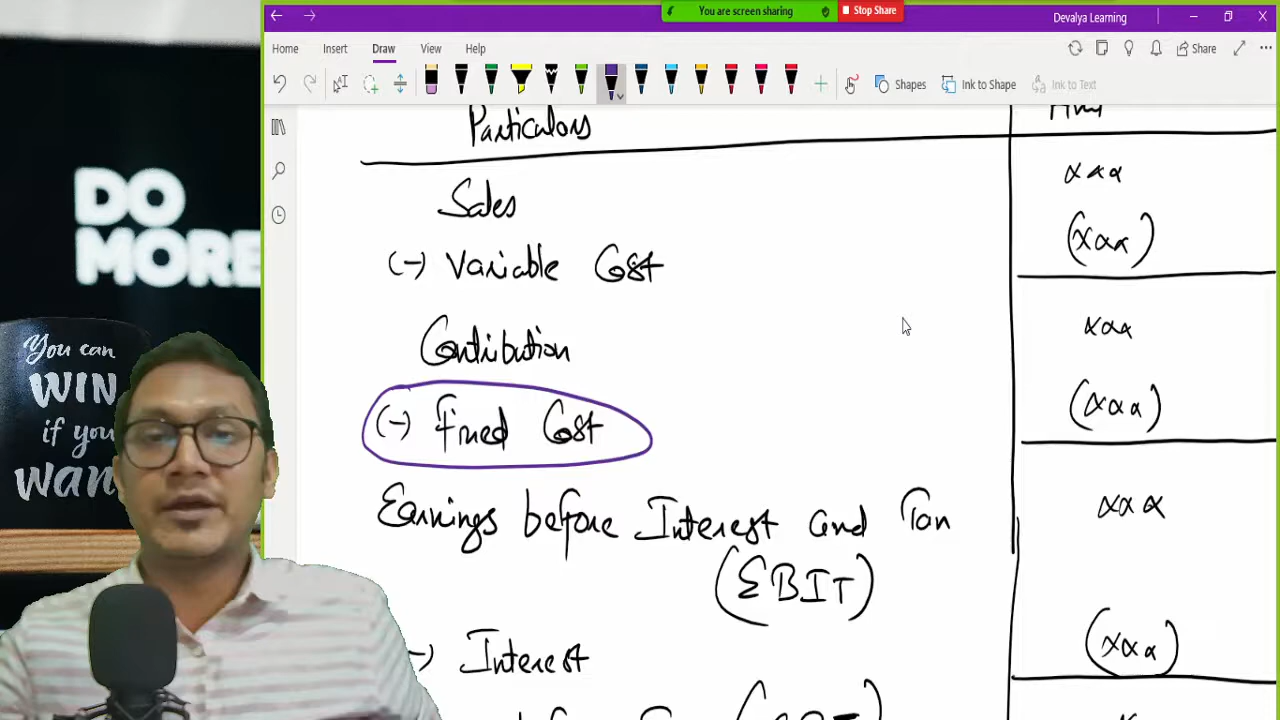 You are screen sharing
Stop Share
Devalya Learning
Home Insert Draw View Help
Share
Shapes
Ink to Shape
Ink to Text
Particulars
Sales xxx
(-) Variable Cost (xxx)
Contribution xxx
(-) Fixed Cost (xxx)
Earnings before Interest and Tax xxx
(EBIT)
(-) Interest (xxx)
DO
MORE
You can
WIN
if you
wan